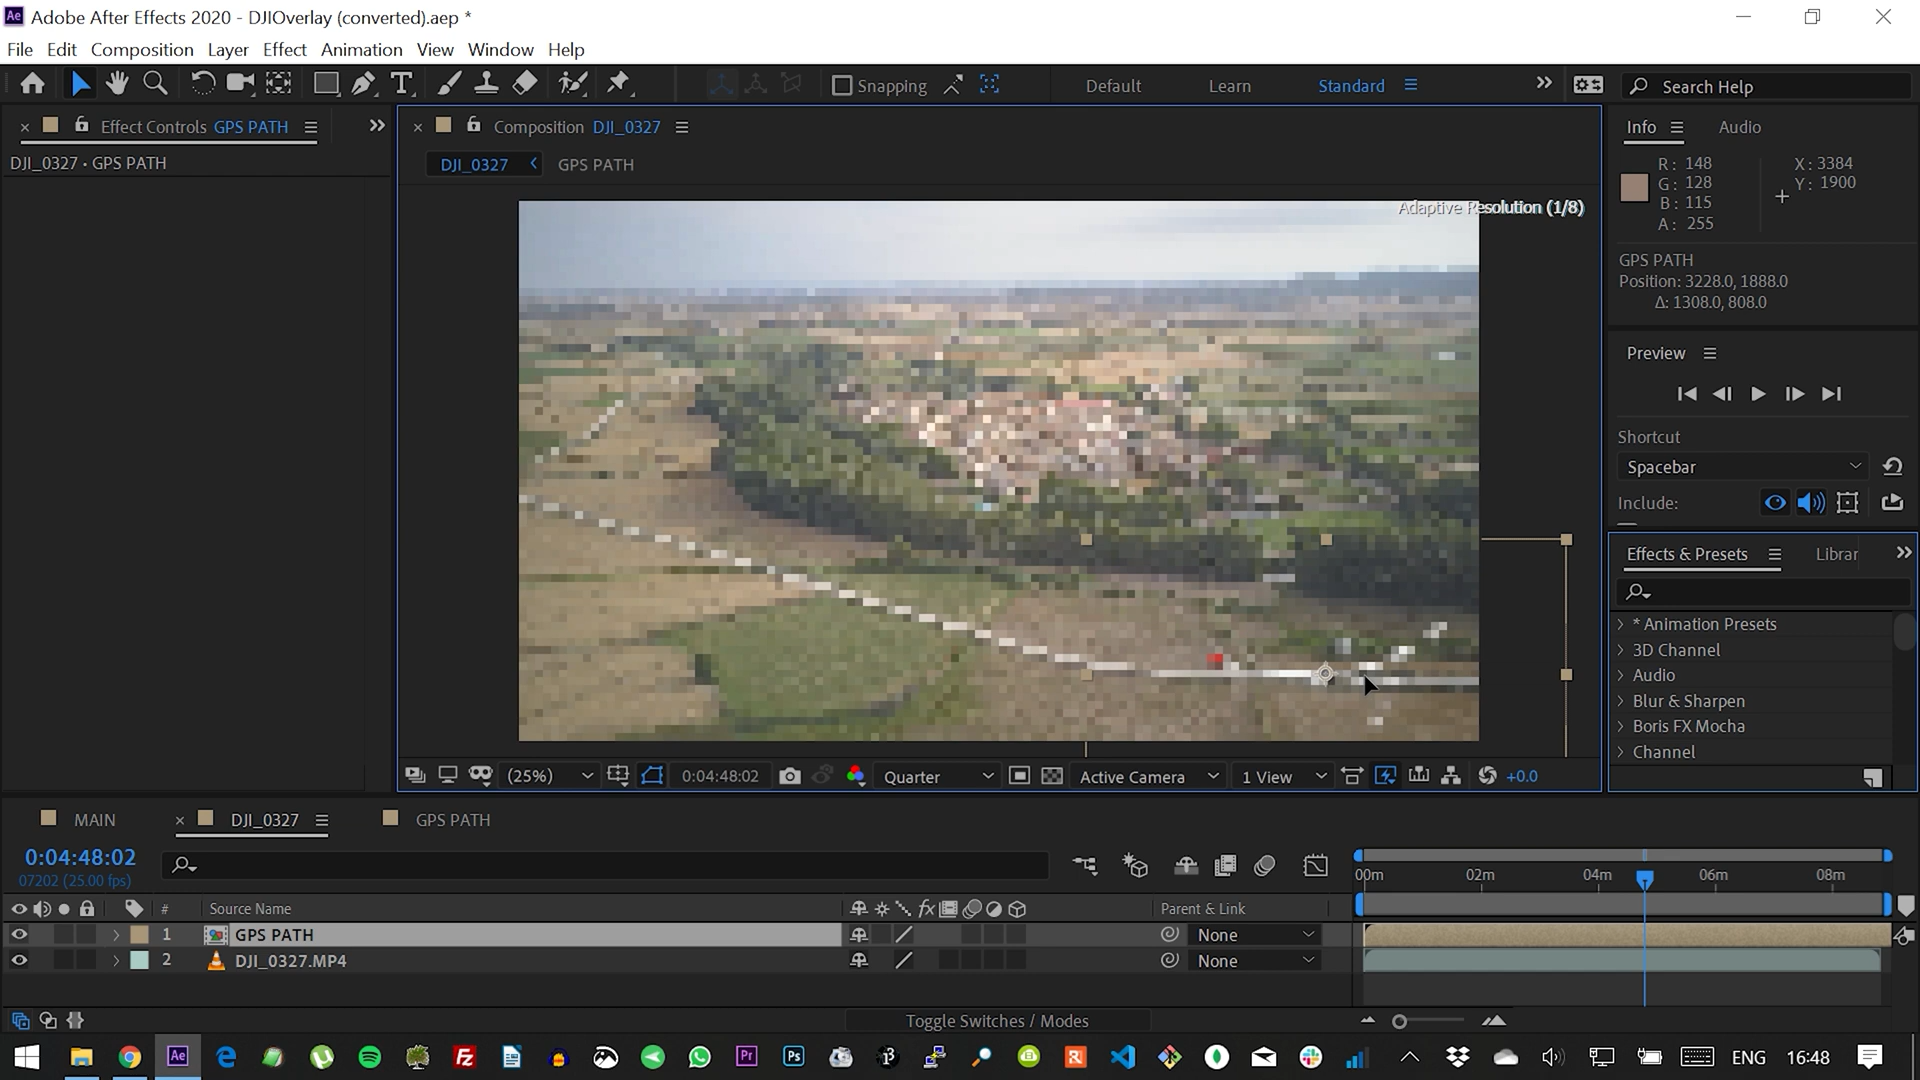 Adobe After Effects 2020 - DJIOverlay (converted).aep *
File Edit Composition Layer Effect Animation View Window Help
Snapping
Default
Learn
Standard
Search Help
Effect Controls GPS PATH
Composition DJI_0327
Info
Audio
DJI_0327 • GPS PATH
DJI_0327
GPS PATH
R: 148
G: 128
B: 115
A: 255
X: 3384
Y: 1900
Adaptive Resolution (1/8)
GPS PATH
Position: 3228.0, 1888.0
Δ: 1308.0, 808.0
Preview
Shortcut
Spacebar
Include:
Effects & Presets
Librar
* Animation Presets
3D Channel
Audio
Blur & Sharpen
Boris FX Mocha
Channel
(25%)
0:04:48:02
Quarter
Active Camera
1 View
+0.0
MAIN
DJI_0327
GPS PATH
0:04:48:02
07202 (25.00 fps)
00m
02m
04m
06m
08m
#
Source Name
fx
Parent & Link
1
GPS PATH
None
2
DJI_0327.MP4
None
Toggle Switches / Modes
ENG
16:48